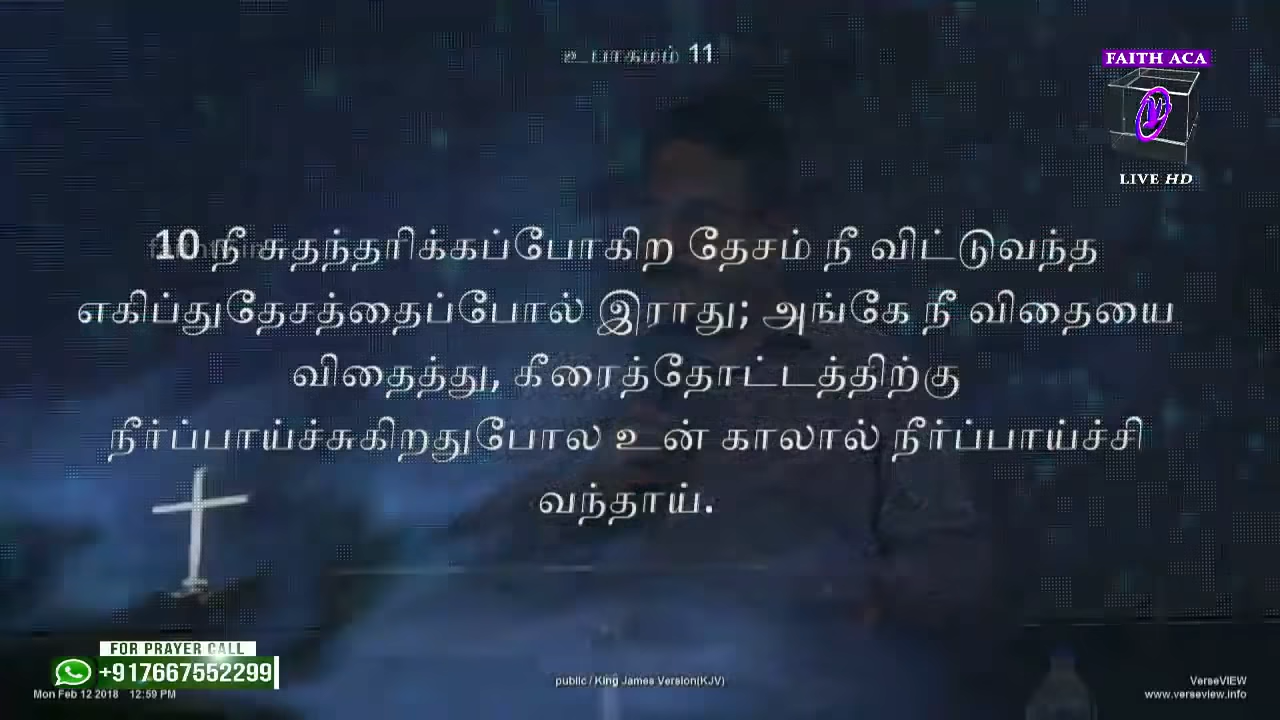 உபாகமம் 11
FAITH ACA
LIVE HD
10 நீ சுதந்தரிக்கப்போகிற தேசம் நீ விட்டுவந்த
எகிப்துதேசத்தைப்போல் இராது; அங்கே நீ விதையை
விதைத்து, கீரைத்தோட்டத்திற்கு
நீர்ப்பாய்ச்சுகிறதுபோல உன் காலால் நீர்ப்பாய்ச்சி
வந்தாய்.
FOR PRAYER CALL
+917667552299
Mon Feb 12 2018 12:59 PM
public / King James Version(KJV)
VerseVIEW
www.verseview.info